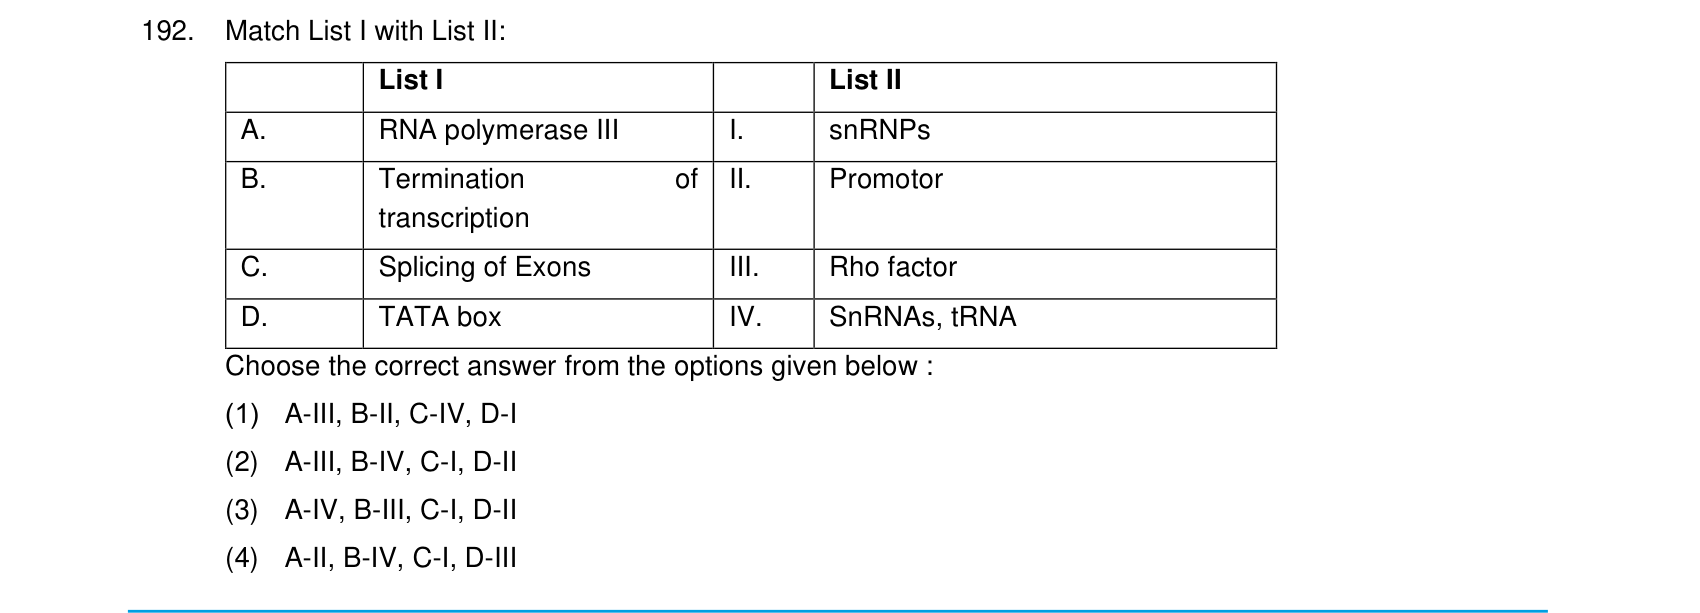 192. Match List I with List II:
List I List II
A. RNA polymerase III I. snRNPs
B. Termination of II. Promotor
transcription
C. Splicing of Exons III. Rho factor
D. TATA box IV. SnRNAs, tRNA
Choose the correct answer from the options given below :
(1) A-III, B-II, C-IV, D-I
(2) A-III, B-IV, C-I, D-II
(3) A-IV, B-III, C-I, D-II
(4) A-II, B-IV, C-I, D-III